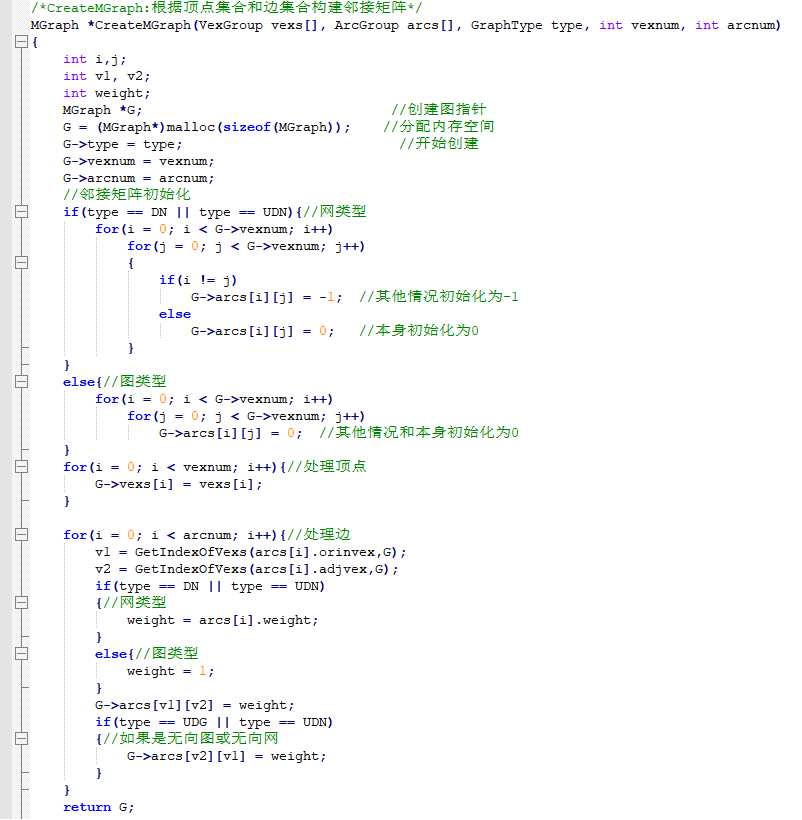 /*CreateMGraph:根据顶点集合和边集合构建邻接矩阵*/
MGraph *CreateMGraph(VexGroup vexs[], ArcGroup arcs[], GraphType type, int vexnum, int arcnum)
{
    int i,j;
    int v1, v2;
    int weight;
    MGraph *G;                               //创建图指针
    G = (MGraph*)malloc(sizeof(MGraph));    //分配内存空间
    G->type = type;                           //开始创建
    G->vexnum = vexnum;
    G->arcnum = arcnum;
    //邻接矩阵初始化
    if(type == DN || type == UDN){//网类型
        for(i = 0; i < G->vexnum; i++)
            for(j = 0; j < G->vexnum; j++)
            {
                if(i != j)
                    G->arcs[i][j] = -1;  //其他情况初始化为-1
                else
                    G->arcs[i][j] = 0;   //本身初始化为0
            }
    }
    else{//图类型
        for(i = 0; i < G->vexnum; i++)
            for(j = 0; j < G->vexnum; j++)
                G->arcs[i][j] = 0;  //其他情况和本身初始化为0
    }
    for(i = 0; i < vexnum; i++){//处理顶点
        G->vexs[i] = vexs[i];
    }

    for(i = 0; i < arcnum; i++){//处理边
        v1 = GetIndexOfVexs(arcs[i].orinvex,G);
        v2 = GetIndexOfVexs(arcs[i].adjvex,G);
        if(type == DN || type == UDN)
        {//网类型
            weight = arcs[i].weight;
        }
        else{//图类型
            weight = 1;
        }
        G->arcs[v1][v2] = weight;
        if(type == UDG || type == UDN)
        {//如果是无向图或无向网
            G->arcs[v2][v1] = weight;
        }
    }
    return G;